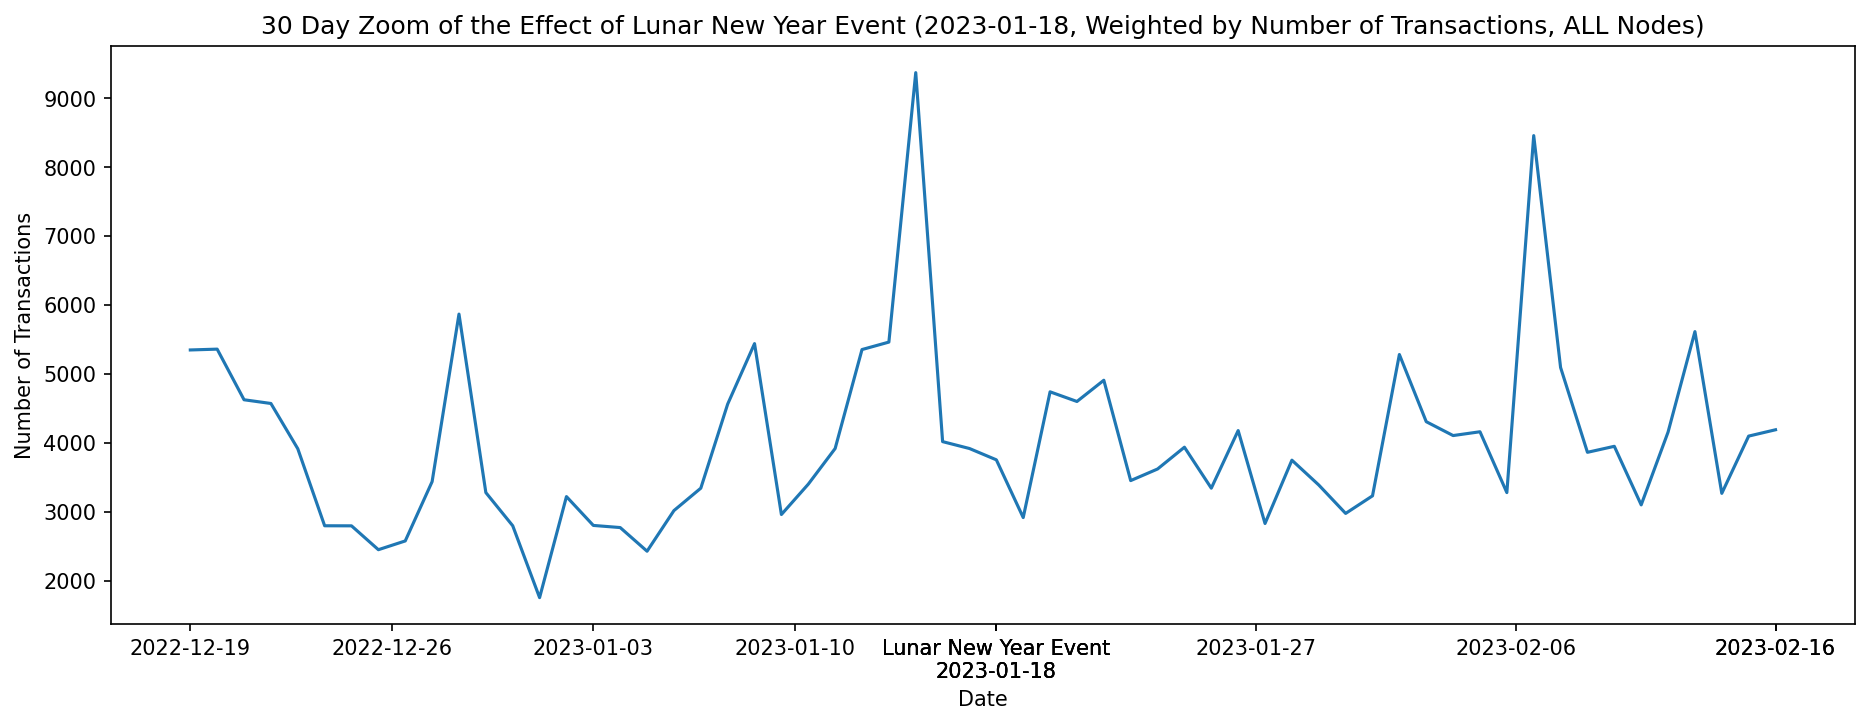 30 Day Zoom of the Effect of Lunar New Year Event (2023-01-18, Weighted by Number of Transactions, ALL Nodes)
Number of Transactions
9000
8000
7000
6000
5000
4000
3000
2000
2022-12-19 2022-12-26 2023-01-03 2023-01-10 Lunar New Year Event 2023-01-27 2023-02-06 2023-02-16
2023-01-18
Date